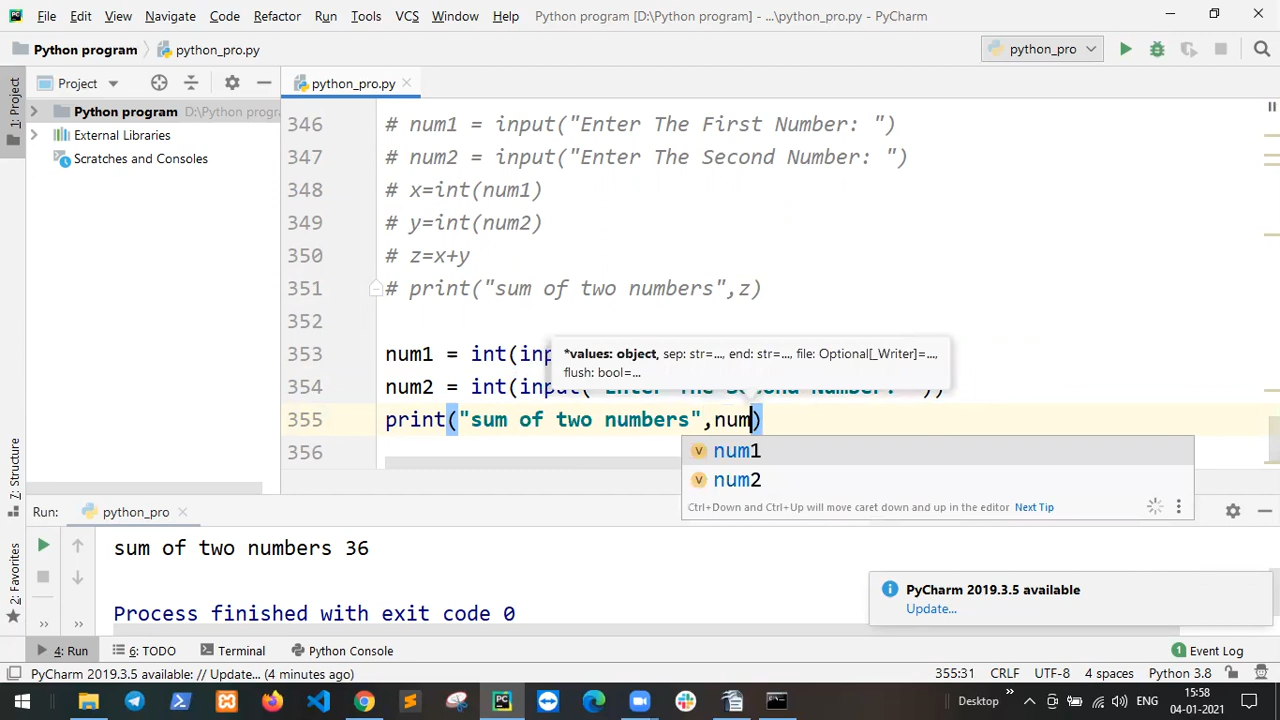 File Edit View Navigate Code Refactor Run Tools VCS Window Help Python program [D:\Python program] - ...\python_pro.py - PyCharm
Python program python_pro.py python_pro
1: Project
Project python_pro.py
Python program D:\Python progra
External Libraries
Scratches and Consoles
346 # num1 = input("Enter The First Number: ")
347 # num2 = input("Enter The Second Number: ")
348 # x=int(num1)
349 # y=int(num2)
350 # z=x+y
351 # print("sum of two numbers",z)
352
*values: object, sep: str=..., end: str=..., file: Optional[_Writer]=...,
flush: bool=...
353 num1 = int(inp
354 num2 = int(input("Enter The Second Number: "))
355 print("sum of two numbers",num)
356
num1
num2
Ctrl+Down and Ctrl+Up will move caret down and up in the editor Next Tip
7: Structure
2: Favorites
Run: python_pro
sum of two numbers 36
Process finished with exit code 0
PyCharm 2019.3.5 available
Update...
4: Run 6: TODO Terminal Python Console 1 Event Log
PyCharm 2019.3.5 available: // Update... (4 minutes ago) 355:31 CRLF UTF-8 4 spaces Python 3.8
Desktop ENG 15:58
04-01-2021